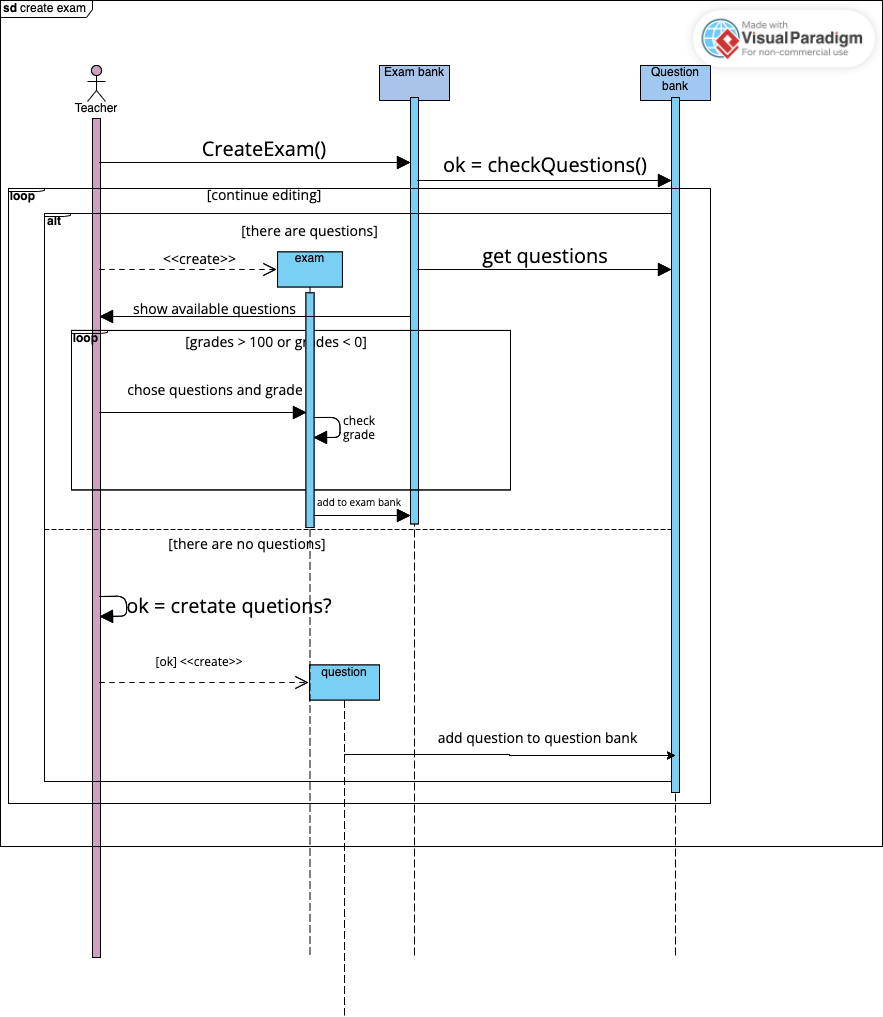 sd create exam
Made with
VisualParadigm
For non-commercial use
Exam bank
Question
bank
Teacher
CreateExam()
ok = checkQuestions()
loop
[continue editing]
alt
[there are questions]
<<create>>
exam
get questions
show available questions
loop
[grades > 100 or grades < 0]
chose questions and grade
check
grade
add to exam bank
[there are no questions]
ok = cretate quetions?
[ok] <<create>>
question
add question to question bank